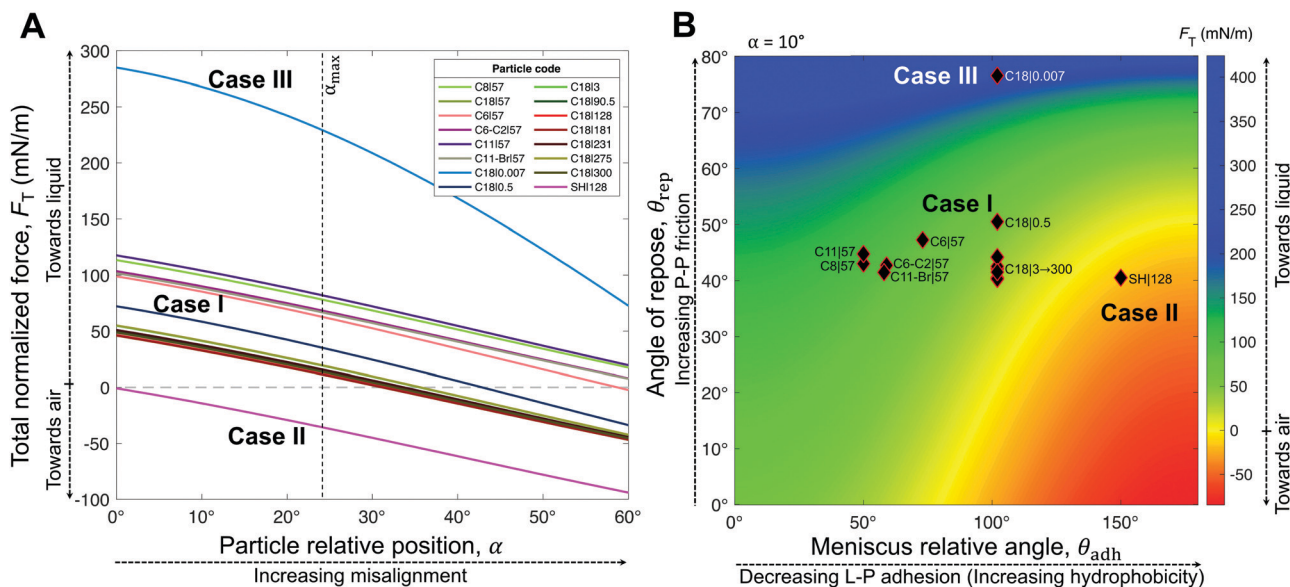 A
Total normalized force, F_T (mN/m)
Towards air
Towards liquid
300
250
200
150
100
50
0
-50
-100
Case III
α_max
Particle code
C8|57
C18|57
C6|57
C6-C2|57
C11|57
C11-Br|57
C18|0.007
C18|0.5
C18|3
C18|90.5
C18|128
C18|181
C18|231
C18|275
C18|300
SH|128
Case I
Case II
0°
10°
20°
30°
40°
50°
60°
Particle relative position, α
Increasing misalignment
B
α = 10°
Angle of repose, θ_rep
Increasing P-P friction
80°
70°
60°
50°
40°
30°
20°
10°
0°
Case III
C18|0.007
Case I
C18|0.5
C11|57
C6|57
C8|57
C6-C2|57
C18|3→300
C11-Br|57
SH|128
Case II
0°
50°
100°
150°
Meniscus relative angle, θ_adh
Decreasing L-P adhesion (Increasing hydrophobicity)
F_T (mN/m)
400
350
300
250
200
150
100
50
0
-50
Towards liquid
Towards air